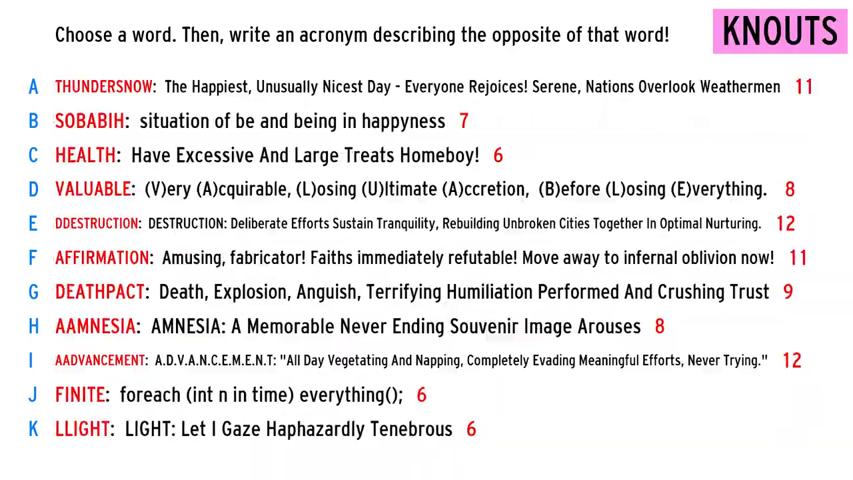 Choose a word. Then, write an acronym describing the opposite of that word!
KNOUTS
A THUNDERSNOW: The Happiest, Unusually Nicest Day - Everyone Rejoices! Serene, Nations Overlook Weathermen 11
B SOBABIH: situation of be and being in happyness 7
C HEALTH: Have Excessive And Large Treats Homeboy! 6
D VALUABLE: (V)ery (A)cquirable, (L)osing (U)ltimate (A)ccretion, (B)efore (L)osing (E)verything. 8
E DDESTRUCTION: DESTRUCTION: Deliberate Efforts Sustain Tranquility, Rebuilding Unbroken Cities Together In Optimal Nurturing. 12
F AFFIRMATION: Amusing, fabricator! Faiths immediately refutable! Move away to infernal oblivion now! 11
G DEATHPACT: Death, Explosion, Anguish, Terrifying Humiliation Performed And Crushing Trust 9
H AAMNESIA: AMNESIA: A Memorable Never Ending Souvenir Image Arouses 8
I AADVANCEMENT: A.D.V.A.N.C.E.M.E.N.T: "All Day Vegetating And Napping, Completely Evading Meaningful Efforts, Never Trying." 12
J FINITE: foreach (int n in time) everything(); 6
K LLIGHT: LIGHT: Let I Gaze Haphazardly Tenebrous 6